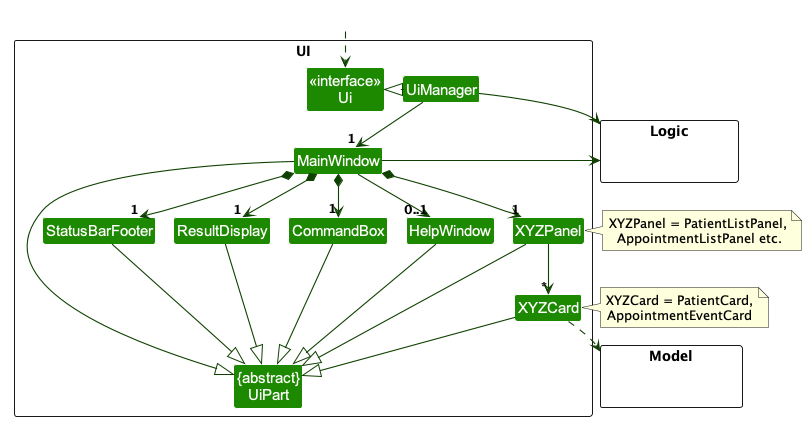 UI
«interface»
Ui
UiManager
1
Logic
MainWindow
1
1
1
0..1
1
StatusBarFooter
ResultDisplay
CommandBox
HelpWindow
XYZPanel
XYZPanel = PatientListPanel,
AppointmentListPanel etc.
*
XYZCard
XYZCard = PatientCard,
AppointmentEventCard
Model
{abstract}
UiPart